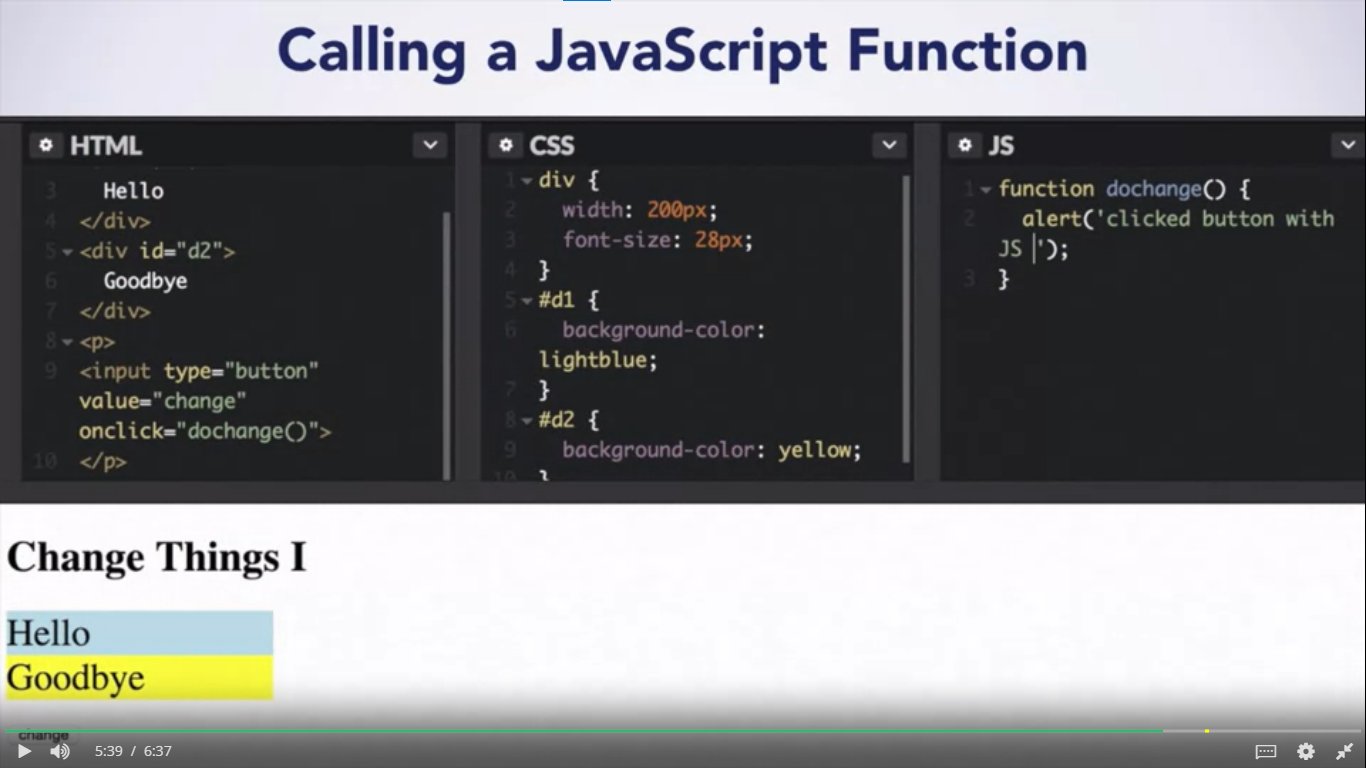 Calling a JavaScript Function
HTML
3 Hello
4 </div>
5 <div id="d2">
6 Goodbye
7 </div>
8 <p>
9 <input type="button"
value="change"
onclick="dochange()">
10 </p>
CSS
1 div {
2 width: 200px;
3 font-size: 28px;
4 }
5 #d1 {
6 background-color:
lightblue;
7 }
8 #d2 {
9 background-color: yellow;
10 }
JS
1 function dochange() {
2 alert('clicked button with
JS ');
3 }
Change Things I
Hello
Goodbye
change
5:39 / 6:37